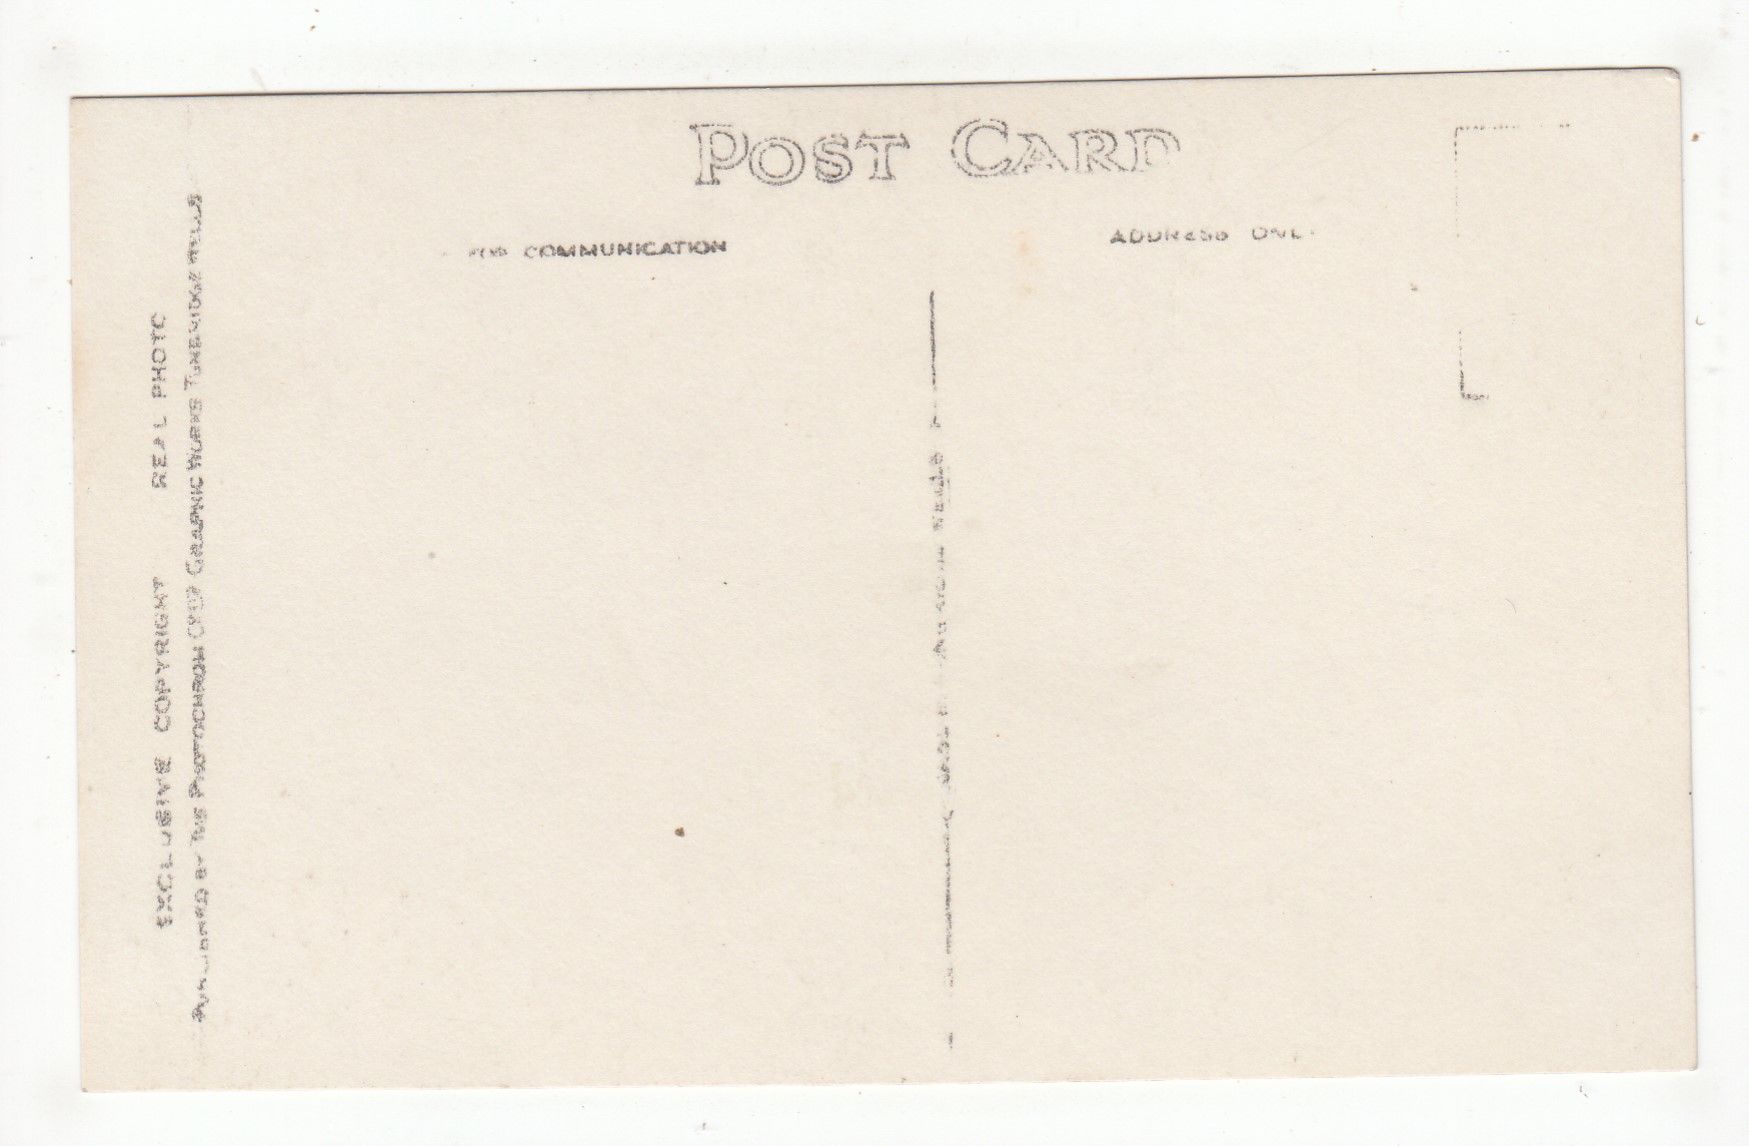 POST CARD
FOR COMMUNICATION
ADDRESS ONLY
EXCLUSIVE COPYRIGHT REAL PHOTO
PUBLISHED BY THE PHOTOCHROM CO LTD GRAPHIC WORKS TUNBRIDGE WELLS